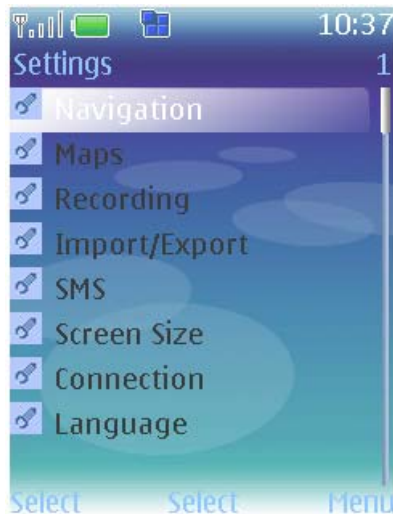 10:37
Settings 1
Navigation
Maps
Recording
Import/Export
SMS
Screen Size
Connection
Language
Select Select Menu